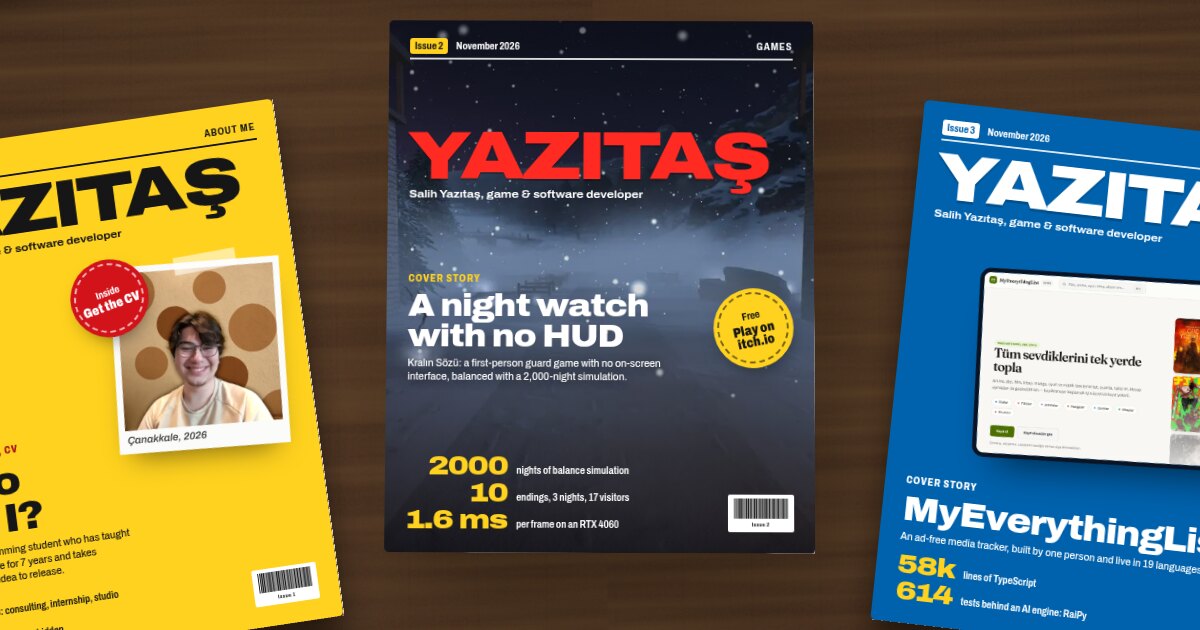 ABOUT ME
AZITAŞ
& software developer
Inside
Get the CV
Çanakkale, 2026
, CV
I?
mming student who has taught
e for 7 years and takes
dea to release.
: consulting, internship, studio
Issue 1
Issue 2
November 2026
GAMES
YAZITAŞ
Salih Yazıtaş, game & software developer
COVER STORY
A night watch
with no HUD
Kralın Sözü: a first-person guard game with no on-screen
interface, balanced with a 2,000-night simulation.
Free
Play on
itch.io
2000 nights of balance simulation
10 endings, 3 nights, 17 visitors
1.6 ms per frame on an RTX 4060
Issue 2
Issue 3
November 2026
YAZITA
Salih Yazıtaş, game & software developer
MyEverythingList
Tüm sevdiklerini tek yerde
topla
COVER STORY
MyEverythingLis
An ad-free media tracker, built by one person and live in 19 languages
58k lines of TypeScript
614 tests behind an AI engine: RaiPy